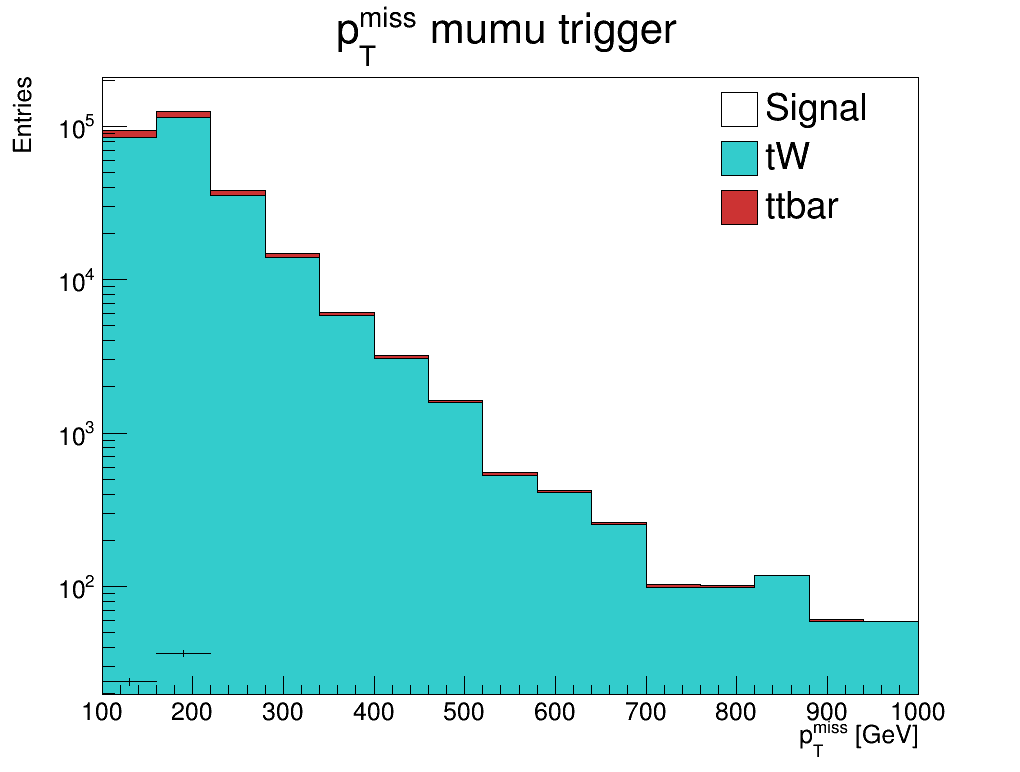 p_T^miss mumu trigger
Entries
Signal
tW
ttbar
10^5
10^4
10^3
10^2
100 200 300 400 500 600 700 800 900 1000
p_T^miss [GeV]